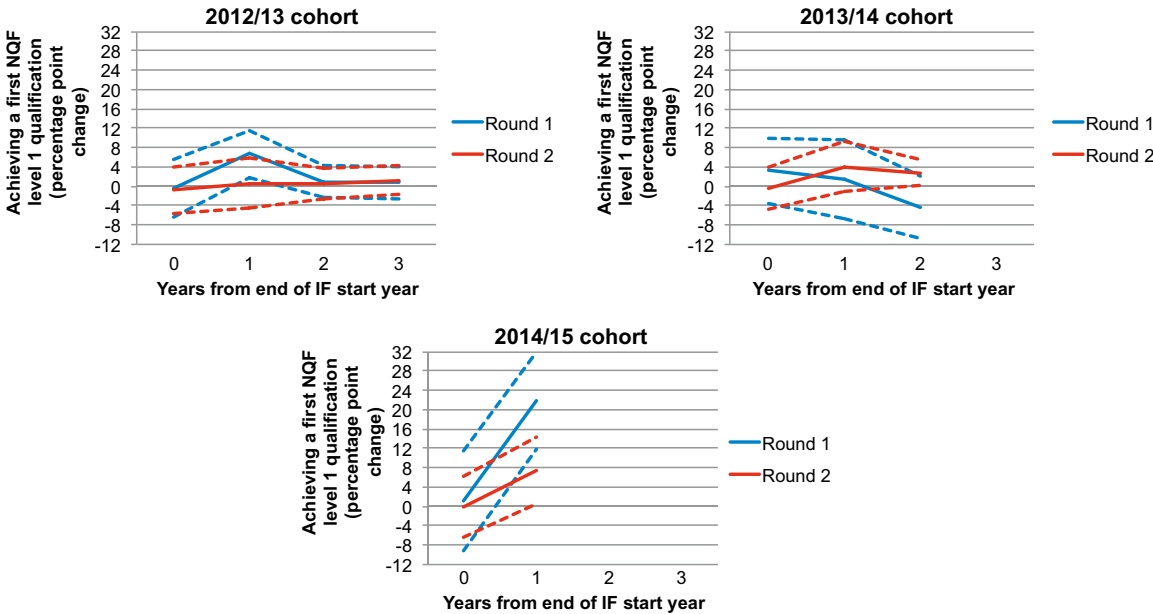 2012/13 cohort
Achieving a first NQF
level 1 qualification
(percentage point
change)
32
28
24
20
16
12
8
4
0
-4
-8
-12
0 1 2 3
Years from end of IF start year
Round 1
Round 2
2013/14 cohort
Achieving a first NQF
level 1 qualification
(percentage point
change)
32
28
24
20
16
12
8
4
0
-4
-8
-12
0 1 2 3
Years from end of IF start year
Round 1
Round 2
2014/15 cohort
Achieving a first NQF
level 1 qualification
(percentage point
change)
32
28
24
20
16
12
8
4
0
-4
-8
-12
0 1 2 3
Years from end of IF start year
Round 1
Round 2